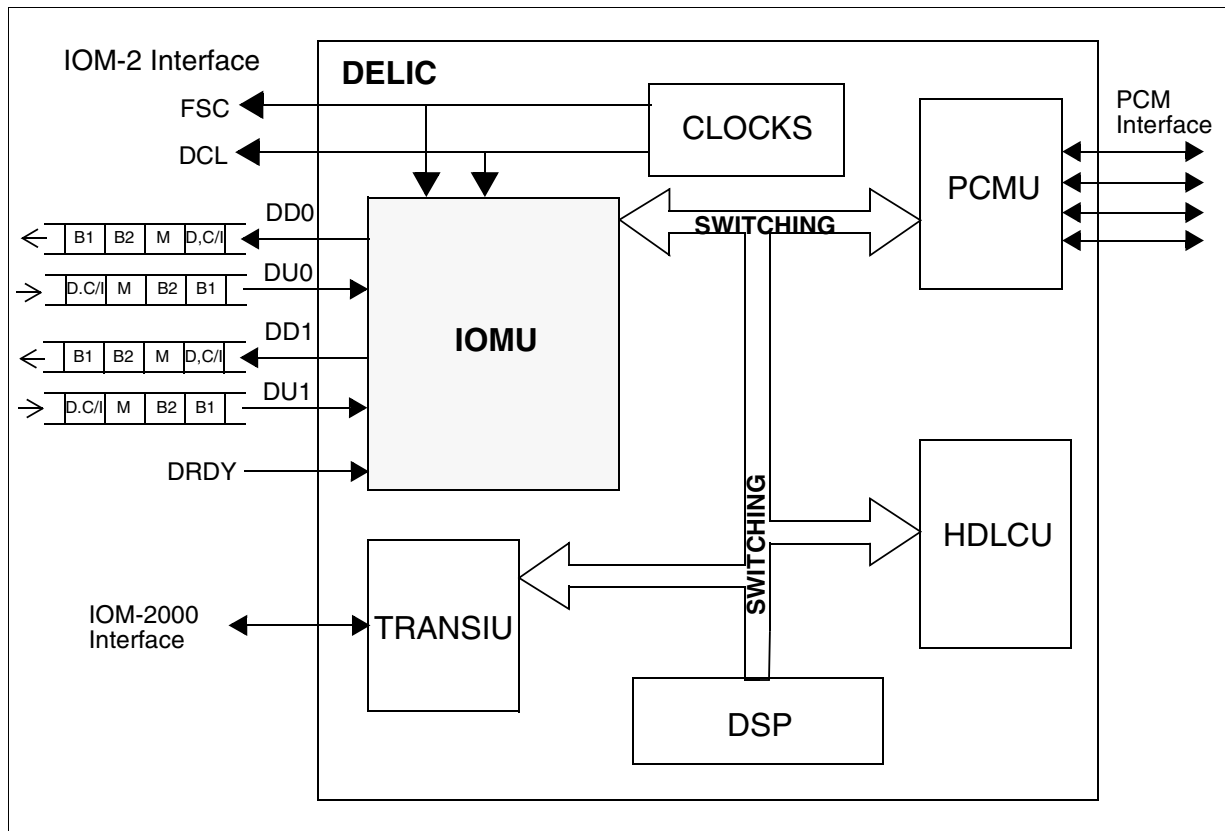 IOM-2 Interface
DELIC
FSC
CLOCKS
PCM
Interface
DCL
PCMU
DD0
SWITCHING
B1 B2 M D,C/I
DU0
D.C/I M B2 B1
IOMU
DD1
B1 B2 M D,C/I
DU1
D.C/I M B2 B1
DRDY
SWITCHING
HDLCU
IOM-2000
Interface
TRANSIU
DSP